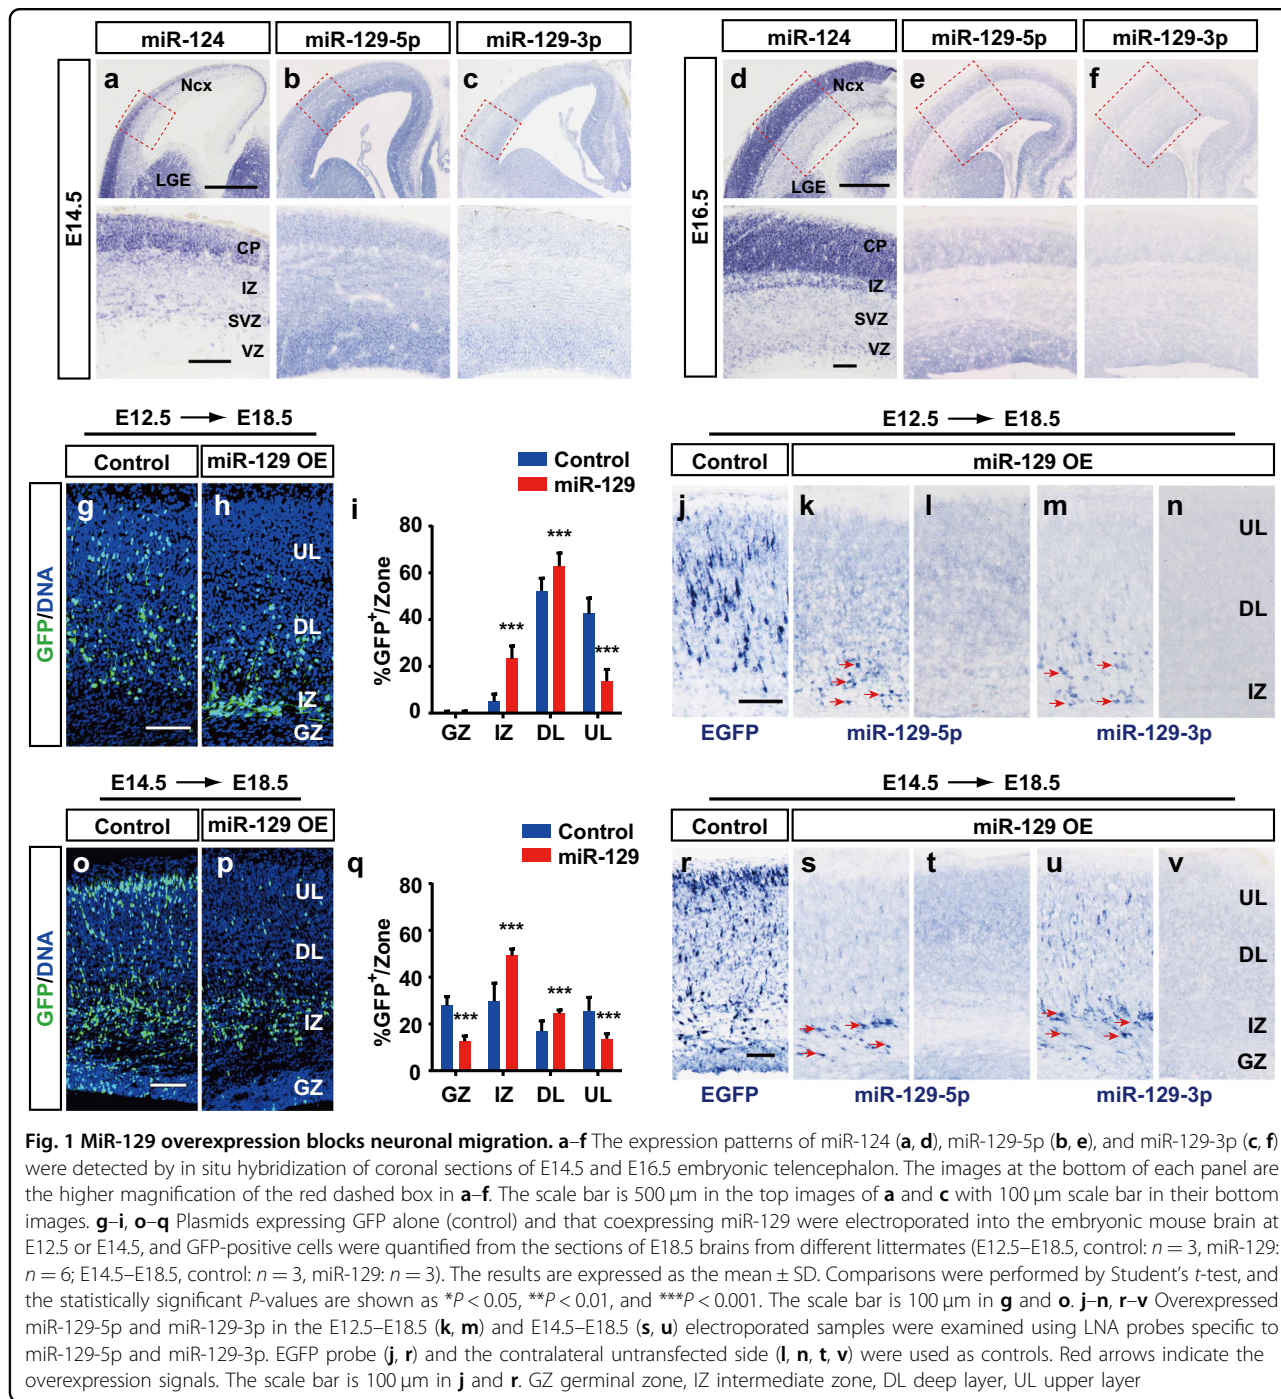 miR-124 miR-129-5p miR-129-3p
miR-124 miR-129-5p miR-129-3p
E14.5
a Ncx LGE
b
c
CP
IZ
SVZ
VZ
E16.5
d Ncx LGE
e
f
CP
IZ
SVZ
VZ
E12.5 → E18.5
Control miR-129 OE
GFP/DNA
g
h
UL
DL
IZ
GZ
i
Control
miR-129
%GFP+/Zone
80
60
40
20
0
***
***
***
GZ IZ DL UL
E12.5 → E18.5
Control miR-129 OE
j k l m n
UL
DL
IZ
EGFP miR-129-5p miR-129-3p
E14.5 → E18.5
Control miR-129 OE
GFP/DNA
o
p
UL
DL
IZ
GZ
q
Control
miR-129
%GFP+/Zone
80
60
40
20
0
***
***
***
***
GZ IZ DL UL
E14.5 → E18.5
Control miR-129 OE
r s t u v
UL
DL
IZ
GZ
EGFP miR-129-5p miR-129-3p
Fig. 1 MiR-129 overexpression blocks neuronal migration. a–f The expression patterns of miR-124 (a, d), miR-129-5p (b, e), and miR-129-3p (c, f)
were detected by in situ hybridization of coronal sections of E14.5 and E16.5 embryonic telencephalon. The images at the bottom of each panel are
the higher magnification of the red dashed box in a–f. The scale bar is 500 μm in the top images of a and c with 100 μm scale bar in their bottom
images. g–i, o–q Plasmids expressing GFP alone (control) and that coexpressing miR-129 were electroporated into the embryonic mouse brain at
E12.5 or E14.5, and GFP-positive cells were quantified from the sections of E18.5 brains from different littermates (E12.5–E18.5, control: n = 3, miR-129:
n = 6; E14.5–E18.5, control: n = 3, miR-129: n = 3). The results are expressed as the mean ± SD. Comparisons were performed by Student's t-test, and
the statistically significant P-values are shown as *P < 0.05, **P < 0.01, and ***P < 0.001. The scale bar is 100 μm in g and o. j–n, r–v Overexpressed
miR-129-5p and miR-129-3p in the E12.5–E18.5 (k, m) and E14.5–E18.5 (s, u) electroporated samples were examined using LNA probes specific to
miR-129-5p and miR-129-3p. EGFP probe (j, r) and the contralateral untransfected side (l, n, t, v) were used as controls. Red arrows indicate the
overexpression signals. The scale bar is 100 μm in j and r. GZ germinal zone, IZ intermediate zone, DL deep layer, UL upper layer